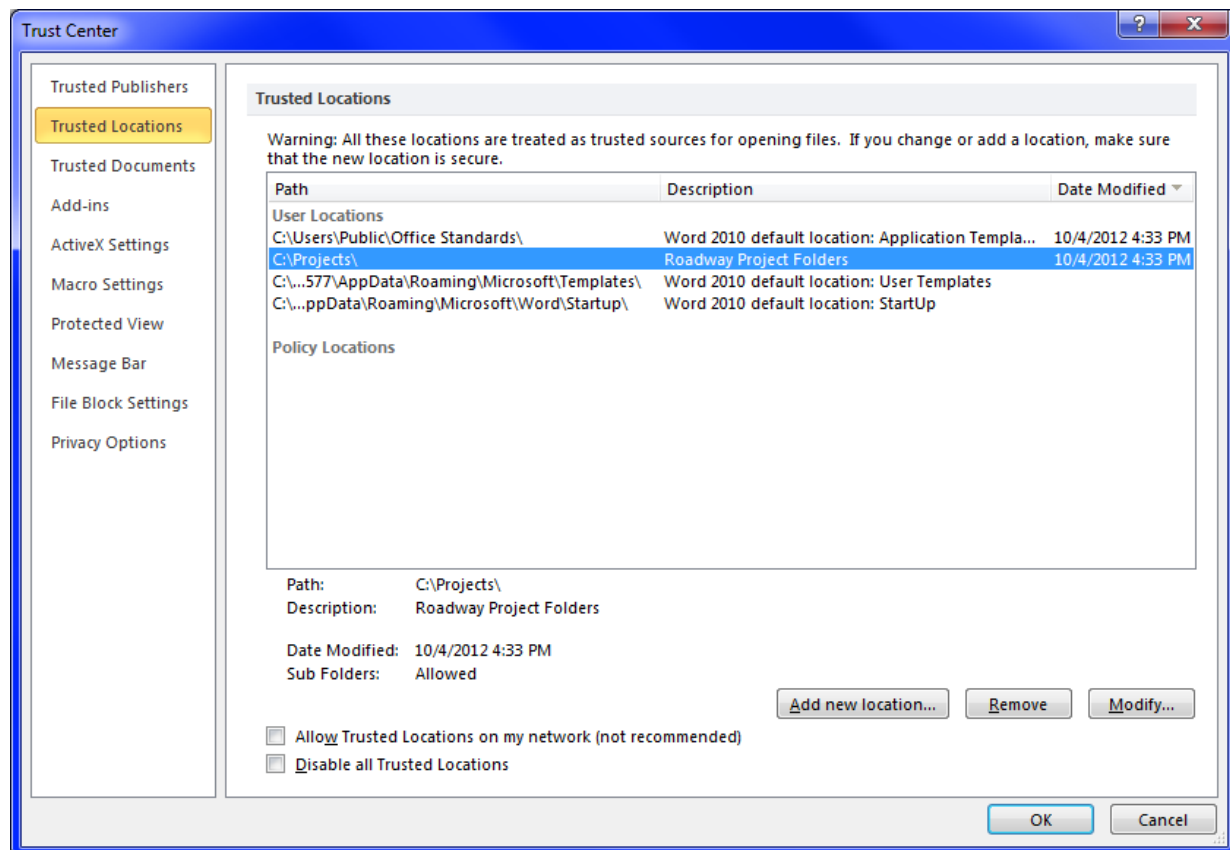 Trust Center
Trusted Publishers
Trusted Locations
Trusted Documents
Add-ins
ActiveX Settings
Macro Settings
Protected View
Message Bar
File Block Settings
Privacy Options
Trusted Locations
Warning: All these locations are treated as trusted sources for opening files. If you change or add a location, make sure
that the new location is secure.
Path Description Date Modified
User Locations
C:\Users\Public\Office Standards\ Word 2010 default location: Application Templa... 10/4/2012 4:33 PM
C:\Projects\ Roadway Project Folders 10/4/2012 4:33 PM
C:\...577\AppData\Roaming\Microsoft\Templates\ Word 2010 default location: User Templates
C:\...ppData\Roaming\Microsoft\Word\Startup\ Word 2010 default location: StartUp
Policy Locations
Path: C:\Projects\
Description: Roadway Project Folders
Date Modified: 10/4/2012 4:33 PM
Sub Folders: Allowed
Add new location... Remove Modify...
Allow Trusted Locations on my network (not recommended)
Disable all Trusted Locations
OK Cancel